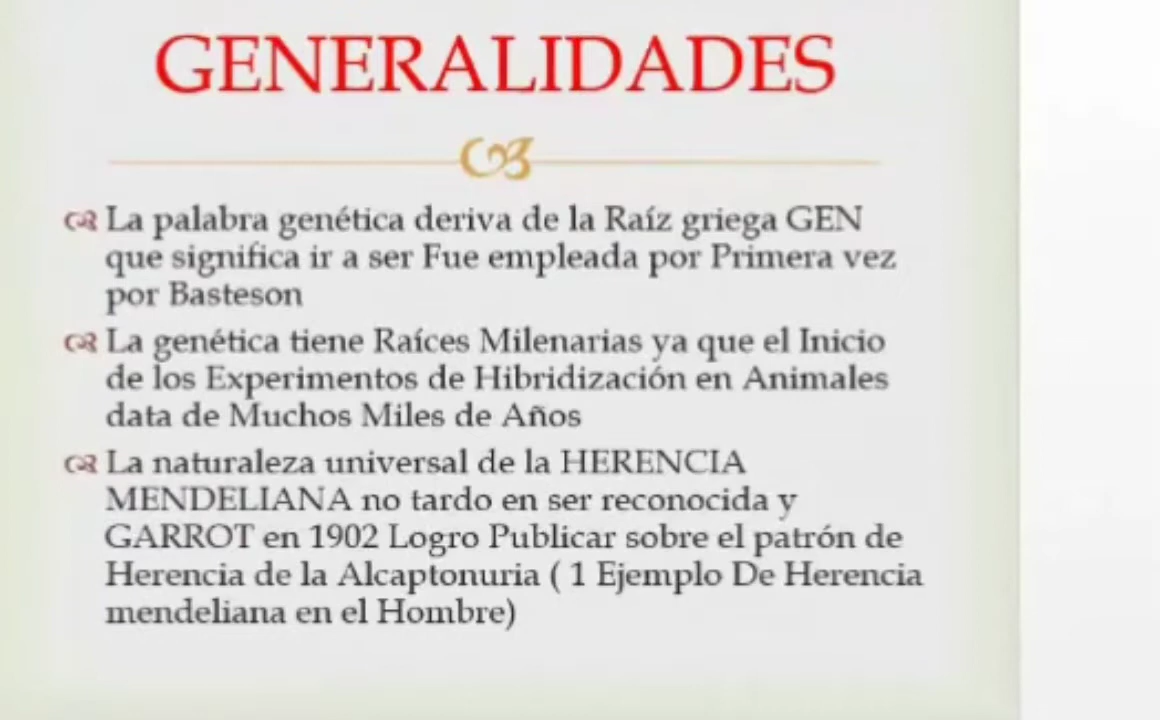 GENERALIDADES
La palabra genética deriva de la Raíz griega GEN
que significa ir a ser Fue empleada por Primera vez
por Basteson
La genética tiene Raíces Milenarias ya que el Inicio
de los Experimentos de Hibridización en Animales
data de Muchos Miles de Años
La naturaleza universal de la HERENCIA
MENDELIANA no tardo en ser reconocida y
GARROT en 1902 Logro Publicar sobre el patrón de
Herencia de la Alcaptonuria ( 1 Ejemplo De Herencia
mendeliana en el Hombre)